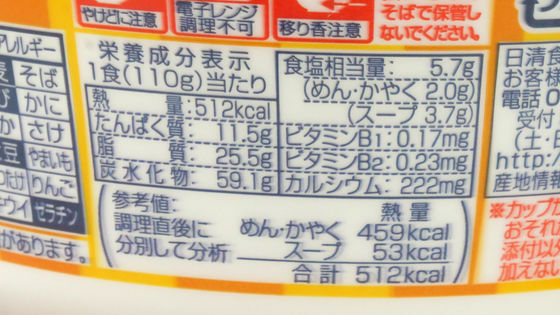 やけどに注意
電子レンジ
調理不可
移り香注意
そばで保管し
ないでください。
アレルギー
そば
かに
さけ
やまいも
りんご
ゼラチン
があります。
栄養成分表示
1食(110g)当たり
熱量:512kcal
たんぱく質:11.5g
脂質:25.5g
炭水化物:59.1g
食塩相当量:5.7g
(めん・かやく 2.0g)
(スープ 3.7g)
ビタミンB1:0.17mg
ビタミンB2:0.23mg
カルシウム:222mg
参考値:
調理直後に
分別して分析
熱量
めん・かやく 459kcal
スープ 53kcal
合計 512kcal
日清食
お客様
電話 0
受付
(土・日
http:
産地情報
※カップが
おそれ
添付以
加えない